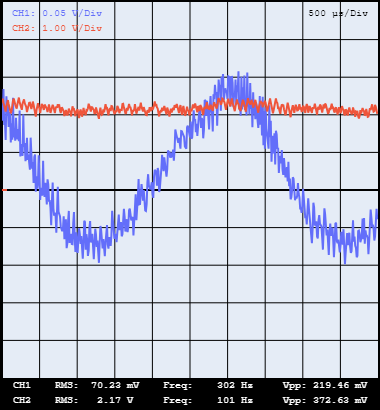 CH1: 0.05 V/Div 500 µs/Div
CH2: 1.00 V/Div
CH1 RMS: 70.23 mV Freq: 302 Hz Vpp: 219.46 mV
CH2 RMS: 2.17 V Freq: 101 Hz Vpp: 372.63 mV